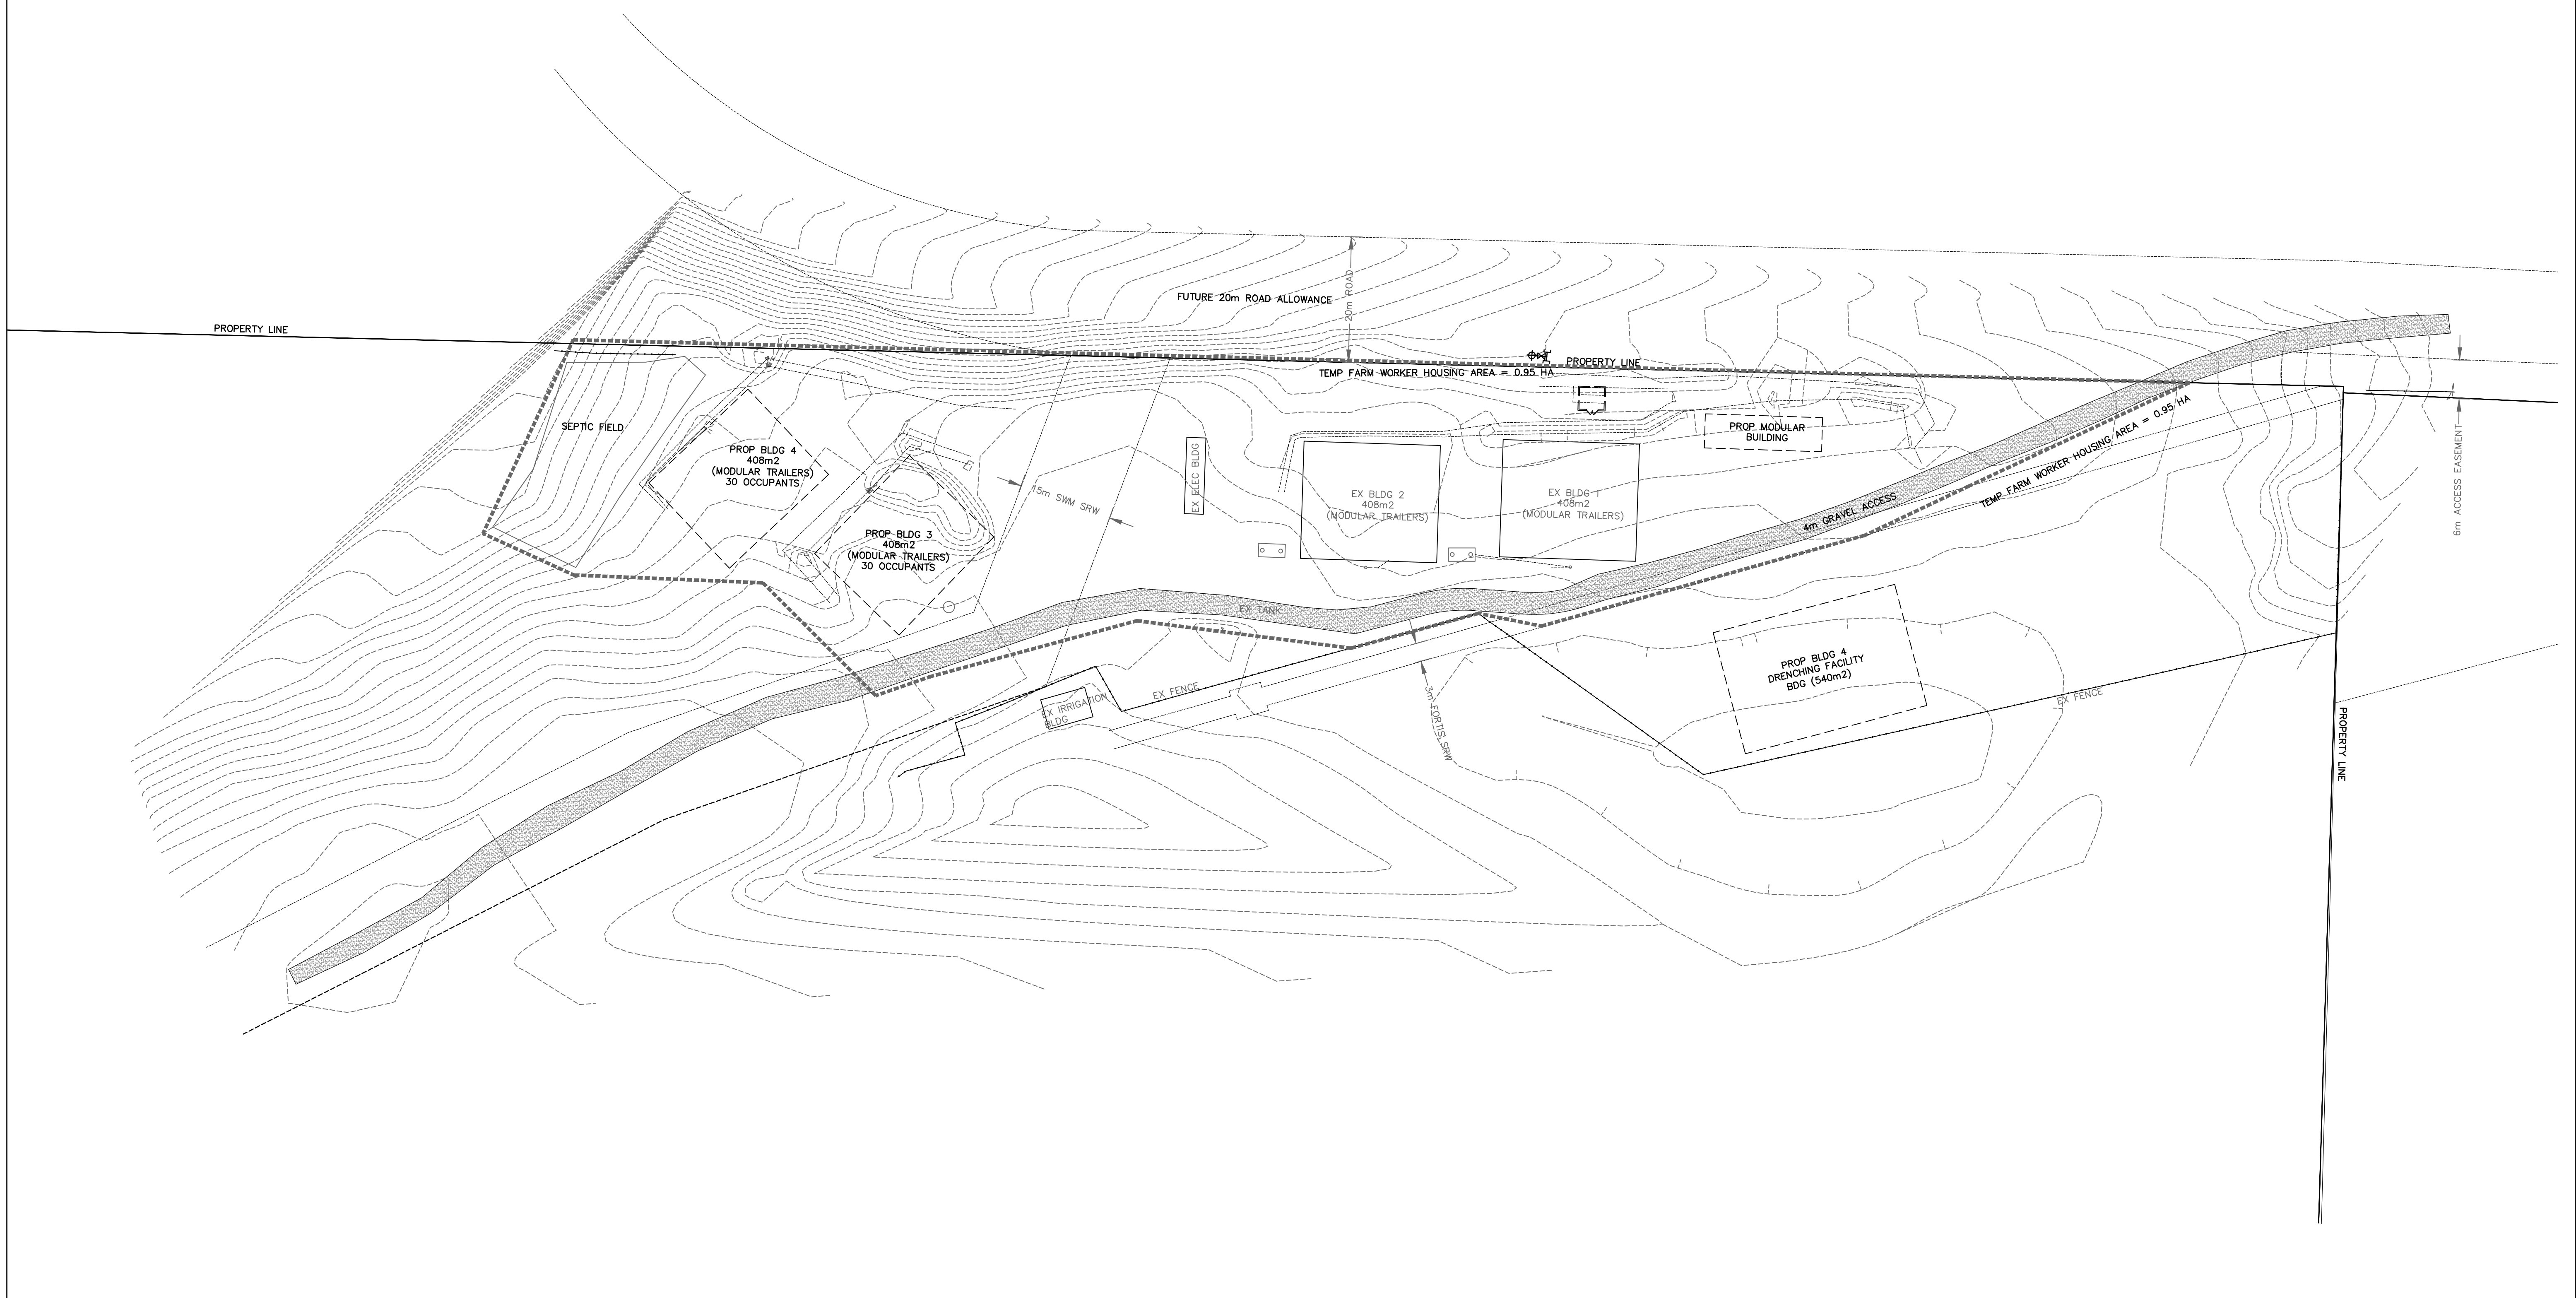 FUTURE 20m ROAD ALLOWANCE
20m ROAD
PROPERTY LINE
PROPERTY LINE
TEMP FARM WORKER HOUSING AREA = 0.95 HA
SEPTIC FIELD
PROP BLDG 4
408m2
(MODULAR TRAILERS)
30 OCCUPANTS
PROP BLDG 3
408m2
(MODULAR TRAILERS)
30 OCCUPANTS
15m SWM SRW
EX ELEC BLDG
EX BLDG 2
408m2
(MODULAR TRAILERS)
EX BLDG 1
408m2
(MODULAR TRAILERS)
PROP MODULAR
BUILDING
4m GRAVEL ACCESS
TEMP FARM WORKER HOUSING AREA = 0.95 HA
6m ACCESS EASEMENT
EX TANK
EX IRRIGATION
BLDG
EX FENCE
3m FORTIS SRW
PROP BLDG 4
DRENCHING FACILITY
BDG (540m2)
EX FENCE
PROPERTY LINE